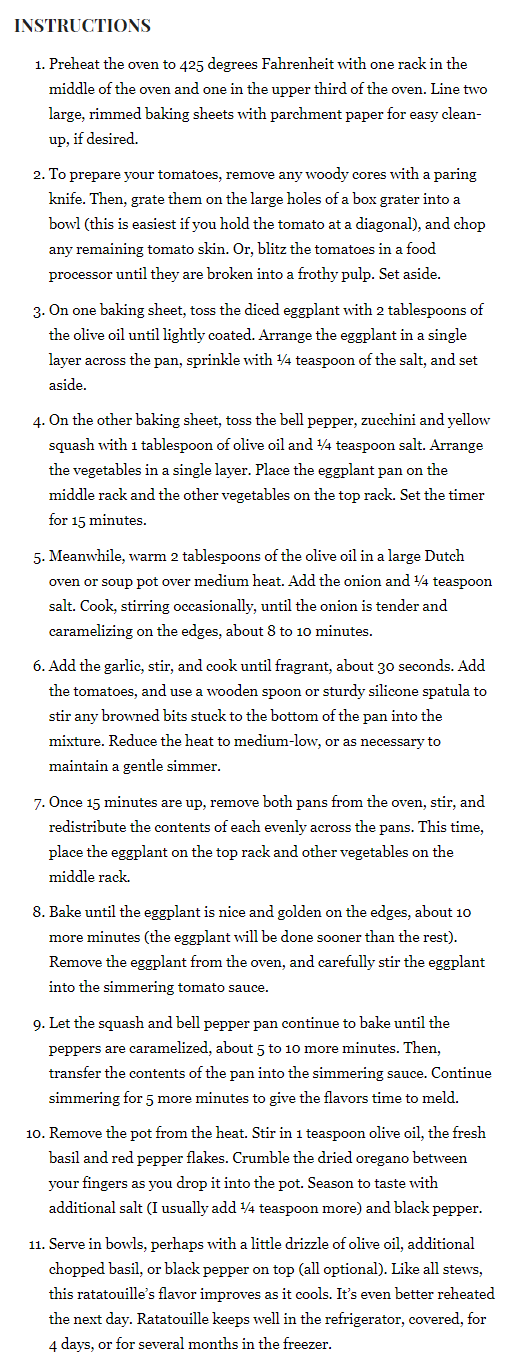 INSTRUCTIONS
1. Preheat the oven to 425 degrees Fahrenheit with one rack in the
middle of the oven and one in the upper third of the oven. Line two
large, rimmed baking sheets with parchment paper for easy clean-
up, if desired.
2. To prepare your tomatoes, remove any woody cores with a paring
knife. Then, grate them on the large holes of a box grater into a
bowl (this is easiest if you hold the tomato at a diagonal), and chop
any remaining tomato skin. Or, blitz the tomatoes in a food
processor until they are broken into a frothy pulp. Set aside.
3. On one baking sheet, toss the diced eggplant with 2 tablespoons of
the olive oil until lightly coated. Arrange the eggplant in a single
layer across the pan, sprinkle with ¼ teaspoon of the salt, and set
aside.
4. On the other baking sheet, toss the bell pepper, zucchini and yellow
squash with 1 tablespoon of olive oil and ¼ teaspoon salt. Arrange
the vegetables in a single layer. Place the eggplant pan on the
middle rack and the other vegetables on the top rack. Set the timer
for 15 minutes.
5. Meanwhile, warm 2 tablespoons of the olive oil in a large Dutch
oven or soup pot over medium heat. Add the onion and ¼ teaspoon
salt. Cook, stirring occasionally, until the onion is tender and
caramelizing on the edges, about 8 to 10 minutes.
6. Add the garlic, stir, and cook until fragrant, about 30 seconds. Add
the tomatoes, and use a wooden spoon or sturdy silicone spatula to
stir any browned bits stuck to the bottom of the pan into the
mixture. Reduce the heat to medium-low, or as necessary to
maintain a gentle simmer.
7. Once 15 minutes are up, remove both pans from the oven, stir, and
redistribute the contents of each evenly across the pans. This time,
place the eggplant on the top rack and other vegetables on the
middle rack.
8. Bake until the eggplant is nice and golden on the edges, about 10
more minutes (the eggplant will be done sooner than the rest).
Remove the eggplant from the oven, and carefully stir the eggplant
into the simmering tomato sauce.
9. Let the squash and bell pepper pan continue to bake until the
peppers are caramelized, about 5 to 10 more minutes. Then,
transfer the contents of the pan into the simmering sauce. Continue
simmering for 5 more minutes to give the flavors time to meld.
10. Remove the pot from the heat. Stir in 1 teaspoon olive oil, the fresh
basil and red pepper flakes. Crumble the dried oregano between
your fingers as you drop it into the pot. Season to taste with
additional salt (I usually add ¼ teaspoon more) and black pepper.
11. Serve in bowls, perhaps with a little drizzle of olive oil, additional
chopped basil, or black pepper on top (all optional). Like all stews,
this ratatouille’s flavor improves as it cools. It’s even better reheated
the next day. Ratatouille keeps well in the refrigerator, covered, for
4 days, or for several months in the freezer.